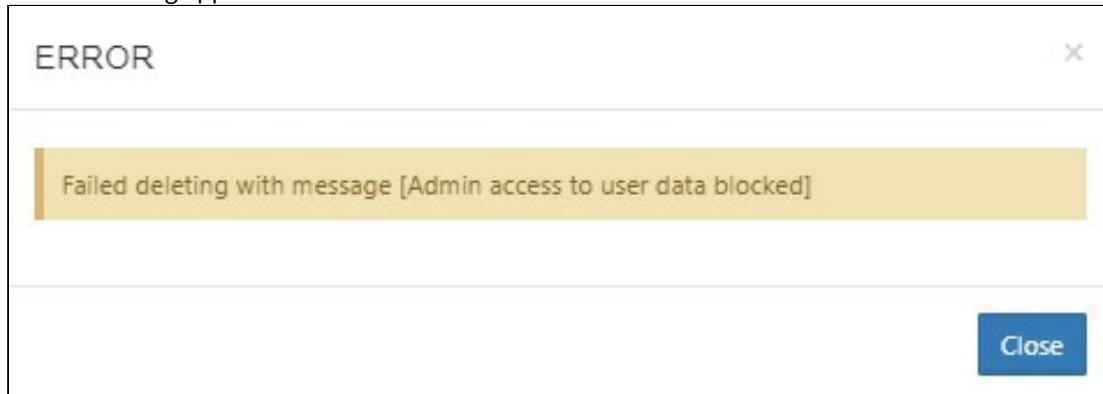 ERROR
×
Failed deleting with message [Admin access to user data blocked]
Close